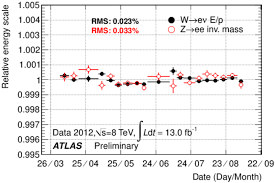 Relative energy scale
1.005
1.004
1.003
1.002
1.001
1
0.999
0.998
0.997
0.996
0.995
RMS: 0.023%
RMS: 0.033%
W→eν E/p
Z→ee inv. mass
Data 2012, √s=8 TeV, ∫Ldt = 13.0 fb⁻¹
ATLAS Preliminary
26/03 25/04 25/05 24/06 24/07 23/08 22/09
Date (Day/Month)